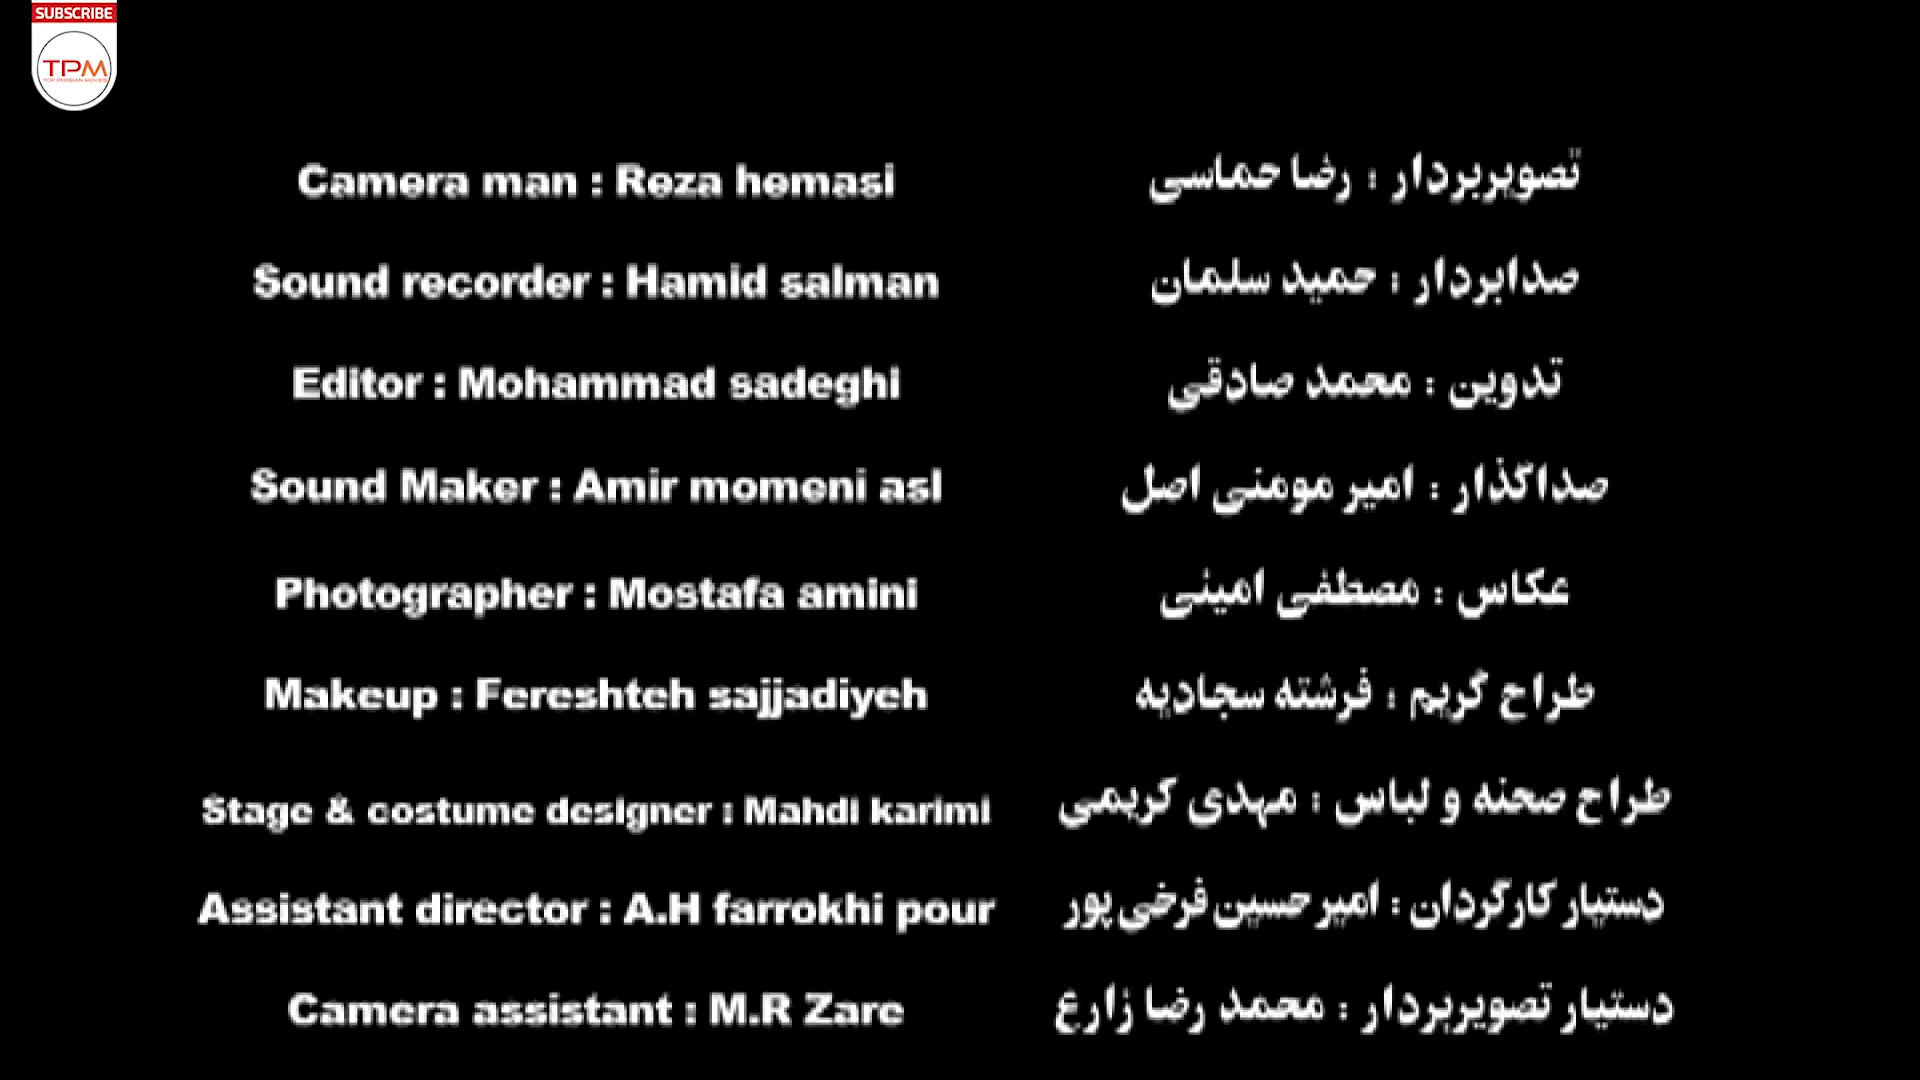 SUBSCRIBE
TPM
TOP PERSIAN MOVIES
Camera man : Reza hemasi
تصویربردار : رضا حماسی
Sound recorder : Hamid salman
صدابردار : حمید سلمان
Editor : Mohammad sadeghi
تدوین : محمد صادقی
Sound Maker : Amir momeni asl
صداگذار : امیر مومنی اصل
Photographer : Mostafa amini
عکاس : مصطفی امینی
Makeup : Fereshteh sajjadiyeh
طراح گریم : فرشته سجادیه
Stage & costume designer : Mahdi karimi
طراح صحنه و لباس : مهدی کریمی
Assistant director : A.H farrokhi pour
دستیار کارگردان : امیرحسین فرخی‌پور
Camera assistant : M.R Zare
دستیار تصویربردار : محمد رضا زارع